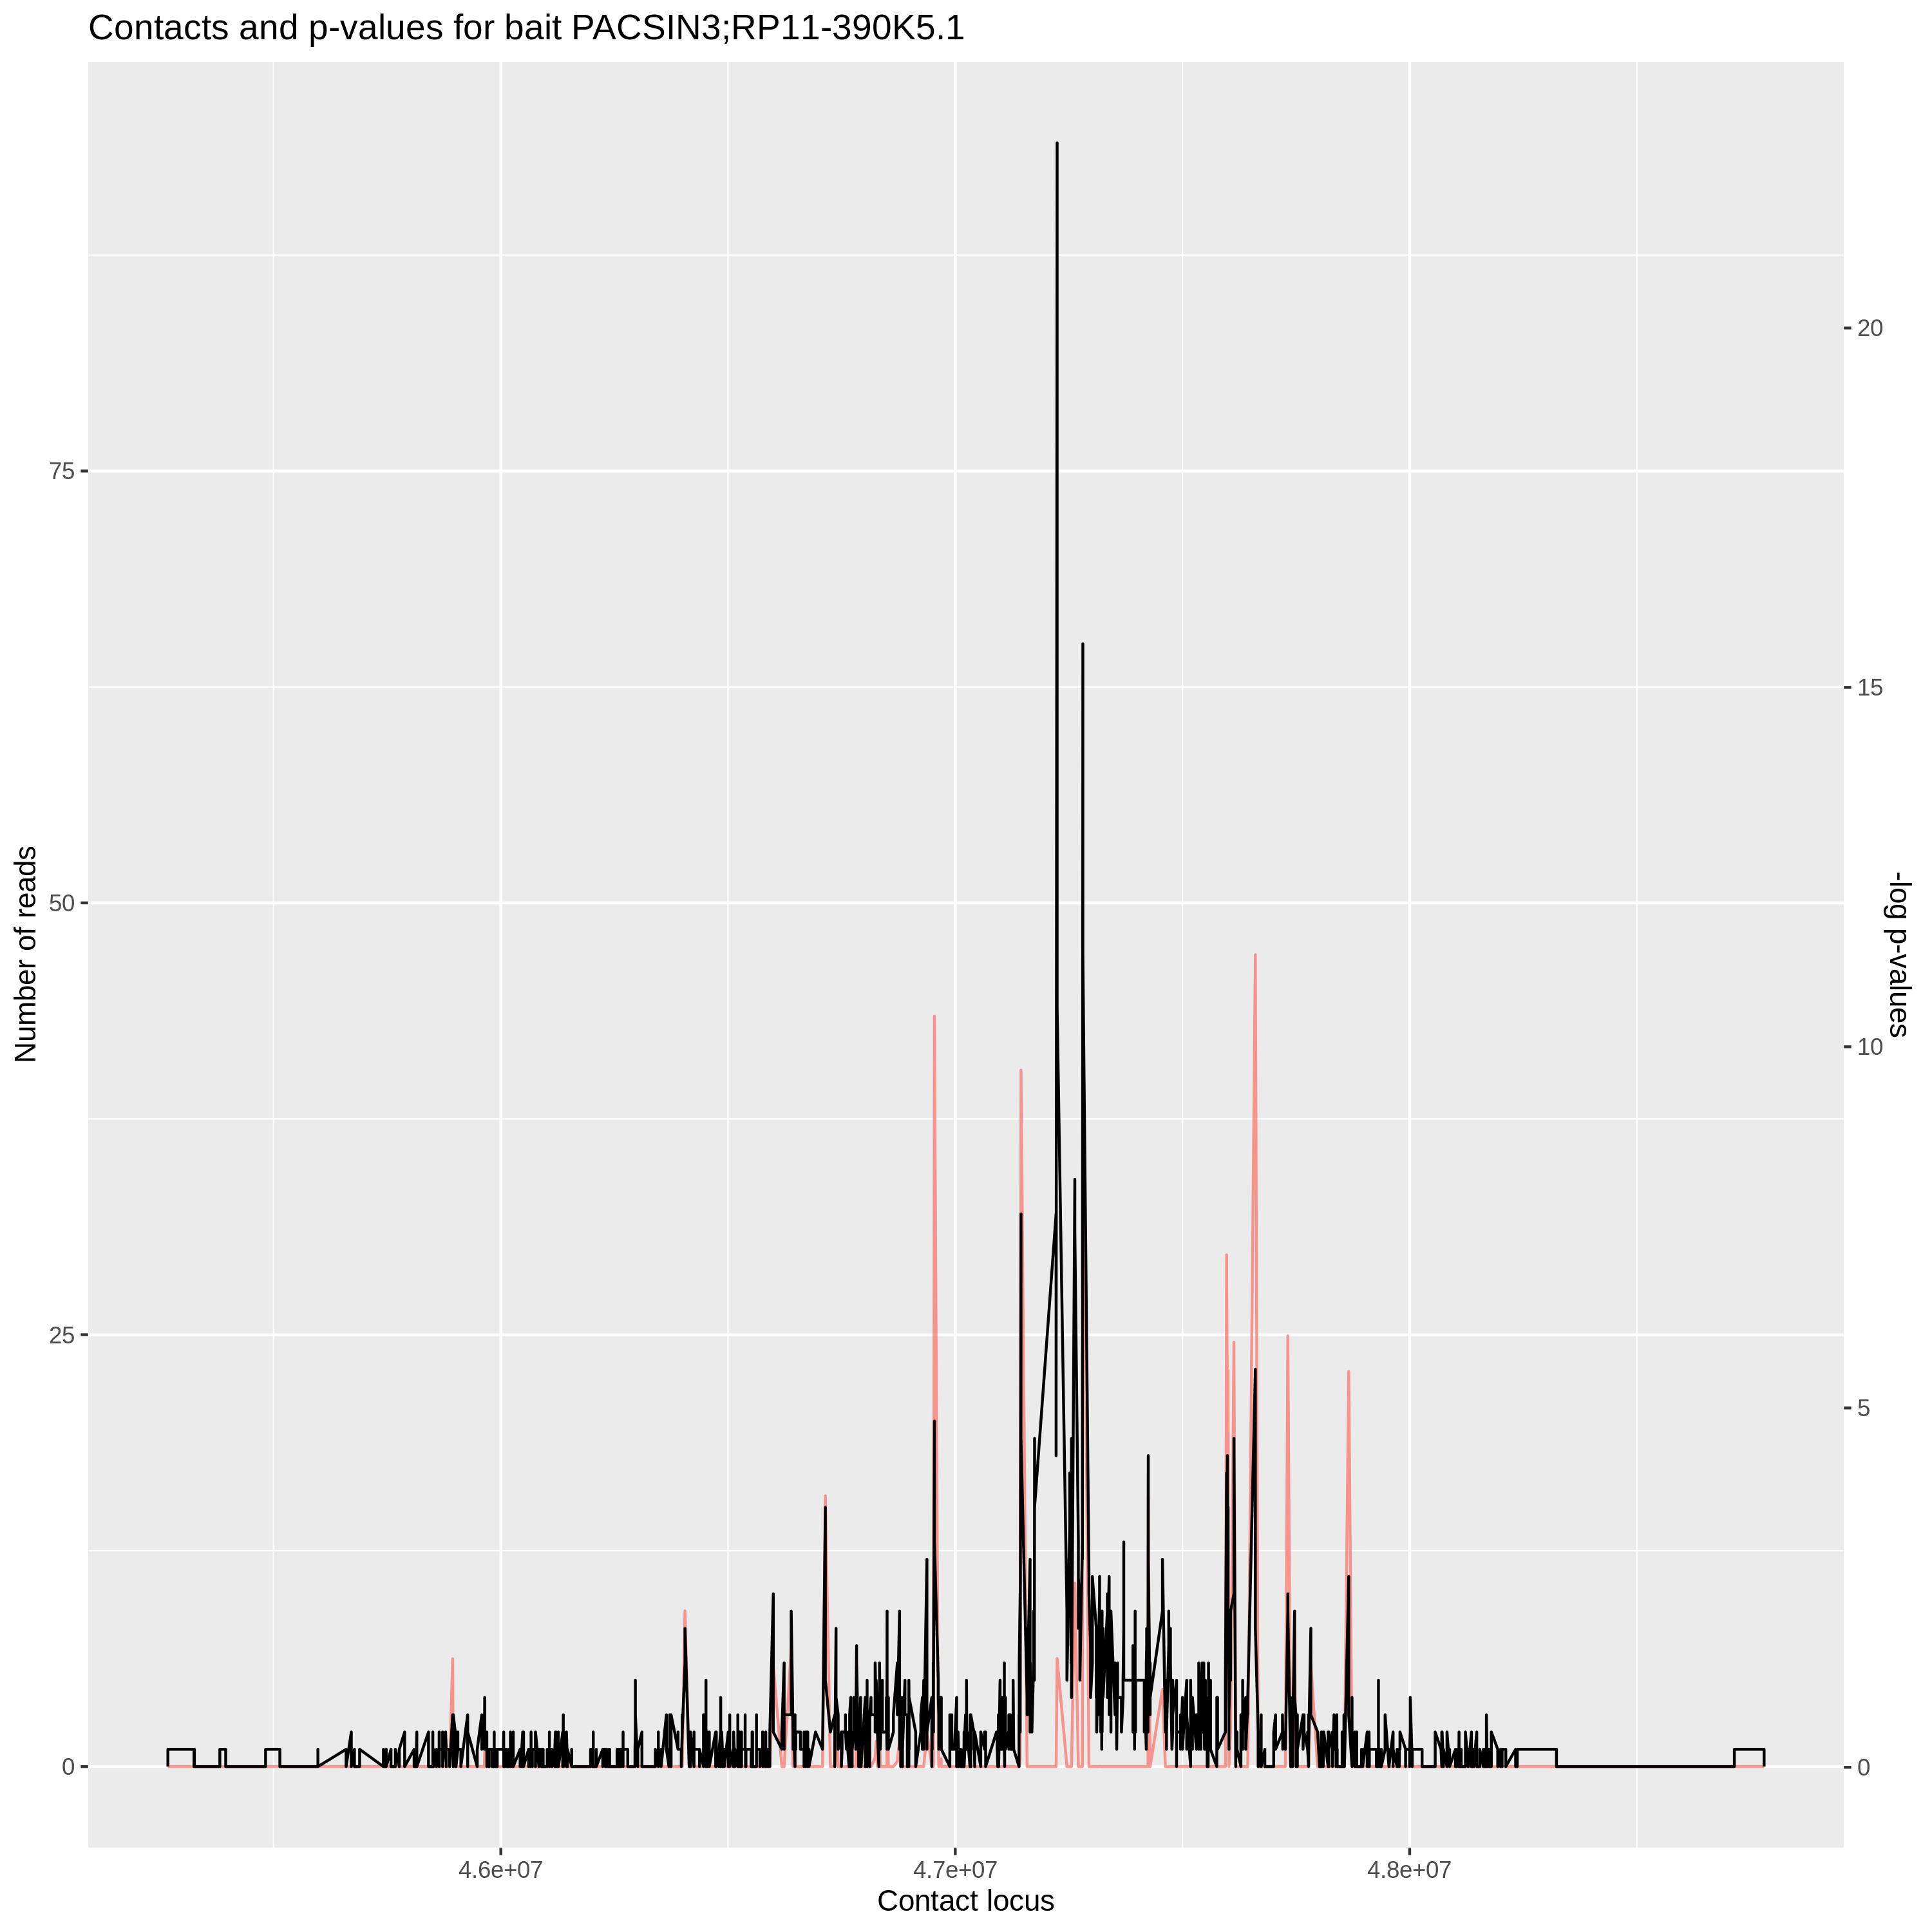 Contacts and p-values for bait PACSIN3;RP11-390K5.1
Number of reads
75
50
25
0
20
15
10
5
0
-log p-values
4.6e+07
4.7e+07
4.8e+07
Contact locus